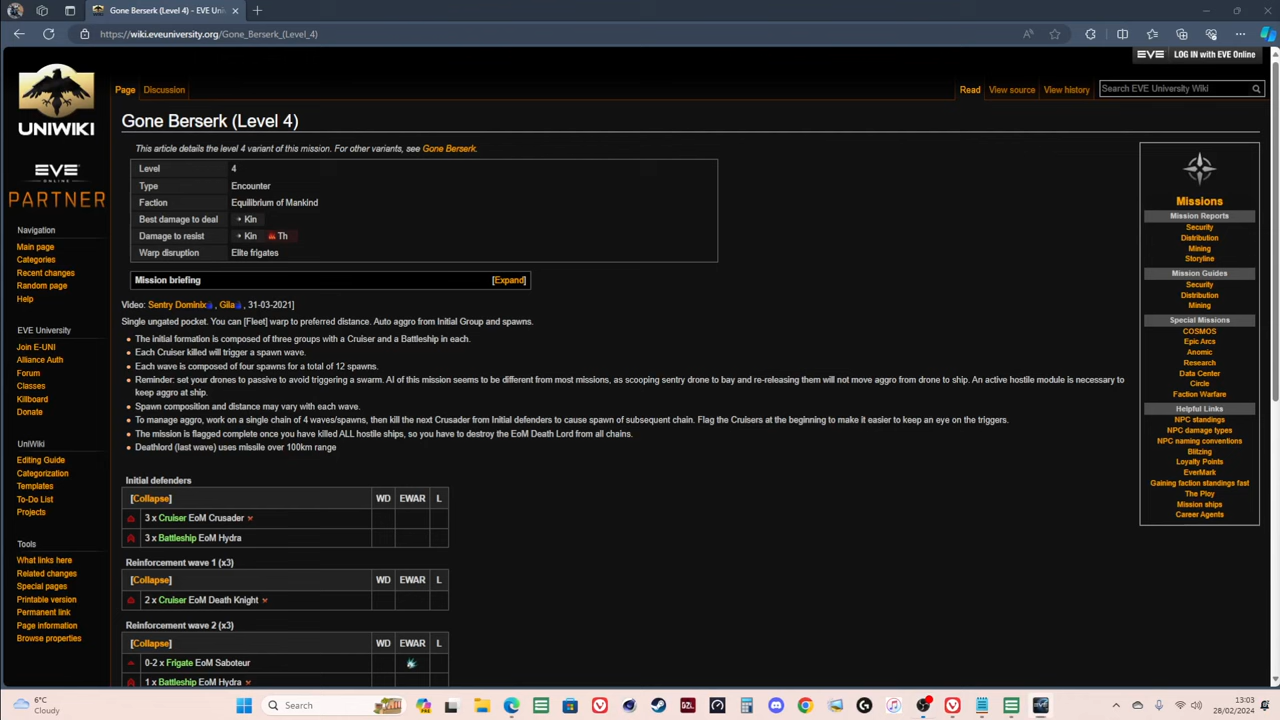 Gone Berserk (Level 4) - EVE Uni
https://wiki.eveuniversity.org/Gone_Berserk_(Level_4)
EVE LOG IN with EVE Online
Page Discussion Read View source View history Search EVE University Wiki
UNIWIKI
EVE
ONLINE
PARTNER
Navigation
Main page
Categories
Recent changes
Random page
Help
EVE University
Join E-UNI
Alliance Auth
Forum
Classes
Killboard
Donate
UniWiki
Editing Guide
Categorization
Templates
To-Do List
Projects
Tools
What links here
Related changes
Special pages
Printable version
Permanent link
Page information
Browse properties
Gone Berserk (Level 4)
This article details the level 4 variant of this mission. For other variants, see Gone Berserk.
Level 4
Type Encounter
Faction Equilibrium of Mankind
Best damage to deal Kin
Damage to resist Kin Th
Warp disruption Elite frigates
Mission briefing [Expand]
Video: Sentry Dominix, Gila, 31-03-2021]
Single ungated pocket. You can [Fleet] warp to preferred distance. Auto aggro from Initial Group and spawns.
The initial formation is composed of three groups with a Cruiser and a Battleship in each.
Each Cruiser killed will trigger a spawn wave.
Each wave is composed of four spawns for a total of 12 spawns.
Reminder: set your drones to passive to avoid triggering a swarm. AI of this mission seems to be different from most missions, as scooping sentry drone to bay and re-releasing them will not move aggro from drone to ship. An active hostile module is necessary to
keep aggro at ship.
Spawn composition and distance may vary with each wave.
To manage aggro, work on a single chain of 4 waves/spawns, then kill the next Crusader from Initial defenders to cause spawn of subsequent chain. Flag the Cruisers at the beginning to make it easier to keep an eye on the triggers.
The mission is flagged complete once you have killed ALL hostile ships, so you have to destroy the EoM Death Lord from all chains.
Deathlord (last wave) uses missile over 100km range
Initial defenders
[Collapse] WD EWAR L
3 x Cruiser EoM Crusader
3 x Battleship EoM Hydra
Reinforcement wave 1 (x3)
[Collapse] WD EWAR L
2 x Cruiser EoM Death Knight
Reinforcement wave 2 (x3)
[Collapse] WD EWAR L
0-2 x Frigate EoM Saboteur
1 x Battleship EoM Hydra
Missions
Mission Reports
Security
Distribution
Mining
Storyline
Mission Guides
Security
Distribution
Mining
Special Missions
COSMOS
Epic Arcs
Anomic
Research
Data Center
Circle
Faction Warfare
Helpful Links
NPC standings
NPC damage types
NPC naming conventions
Blitzing
Loyalty Points
EverMark
Gaining faction standings fast
The Ploy
Mission ships
Career Agents
6°C
Cloudy
Search
13:03
28/02/2024